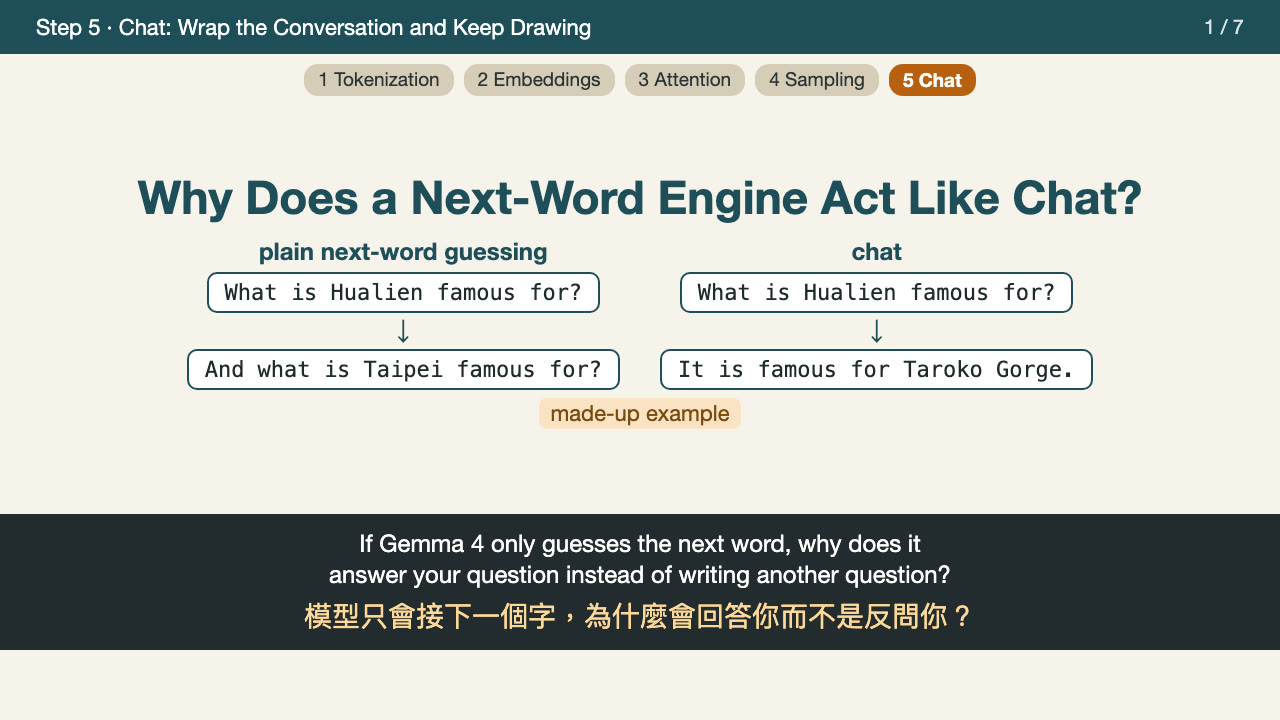 Step 5 · Chat: Wrap the Conversation and Keep Drawing
1 / 7
1 Tokenization
2 Embeddings
3 Attention
4 Sampling
5 Chat
Why Does a Next-Word Engine Act Like Chat?
plain next-word guessing
What is Hualien famous for?
↓
And what is Taipei famous for?
chat
What is Hualien famous for?
↓
It is famous for Taroko Gorge.
made-up example
If Gemma 4 only guesses the next word, why does it
answer your question instead of writing another question?
模型只會接下一個字，為什麼會回答你而不是反問你？